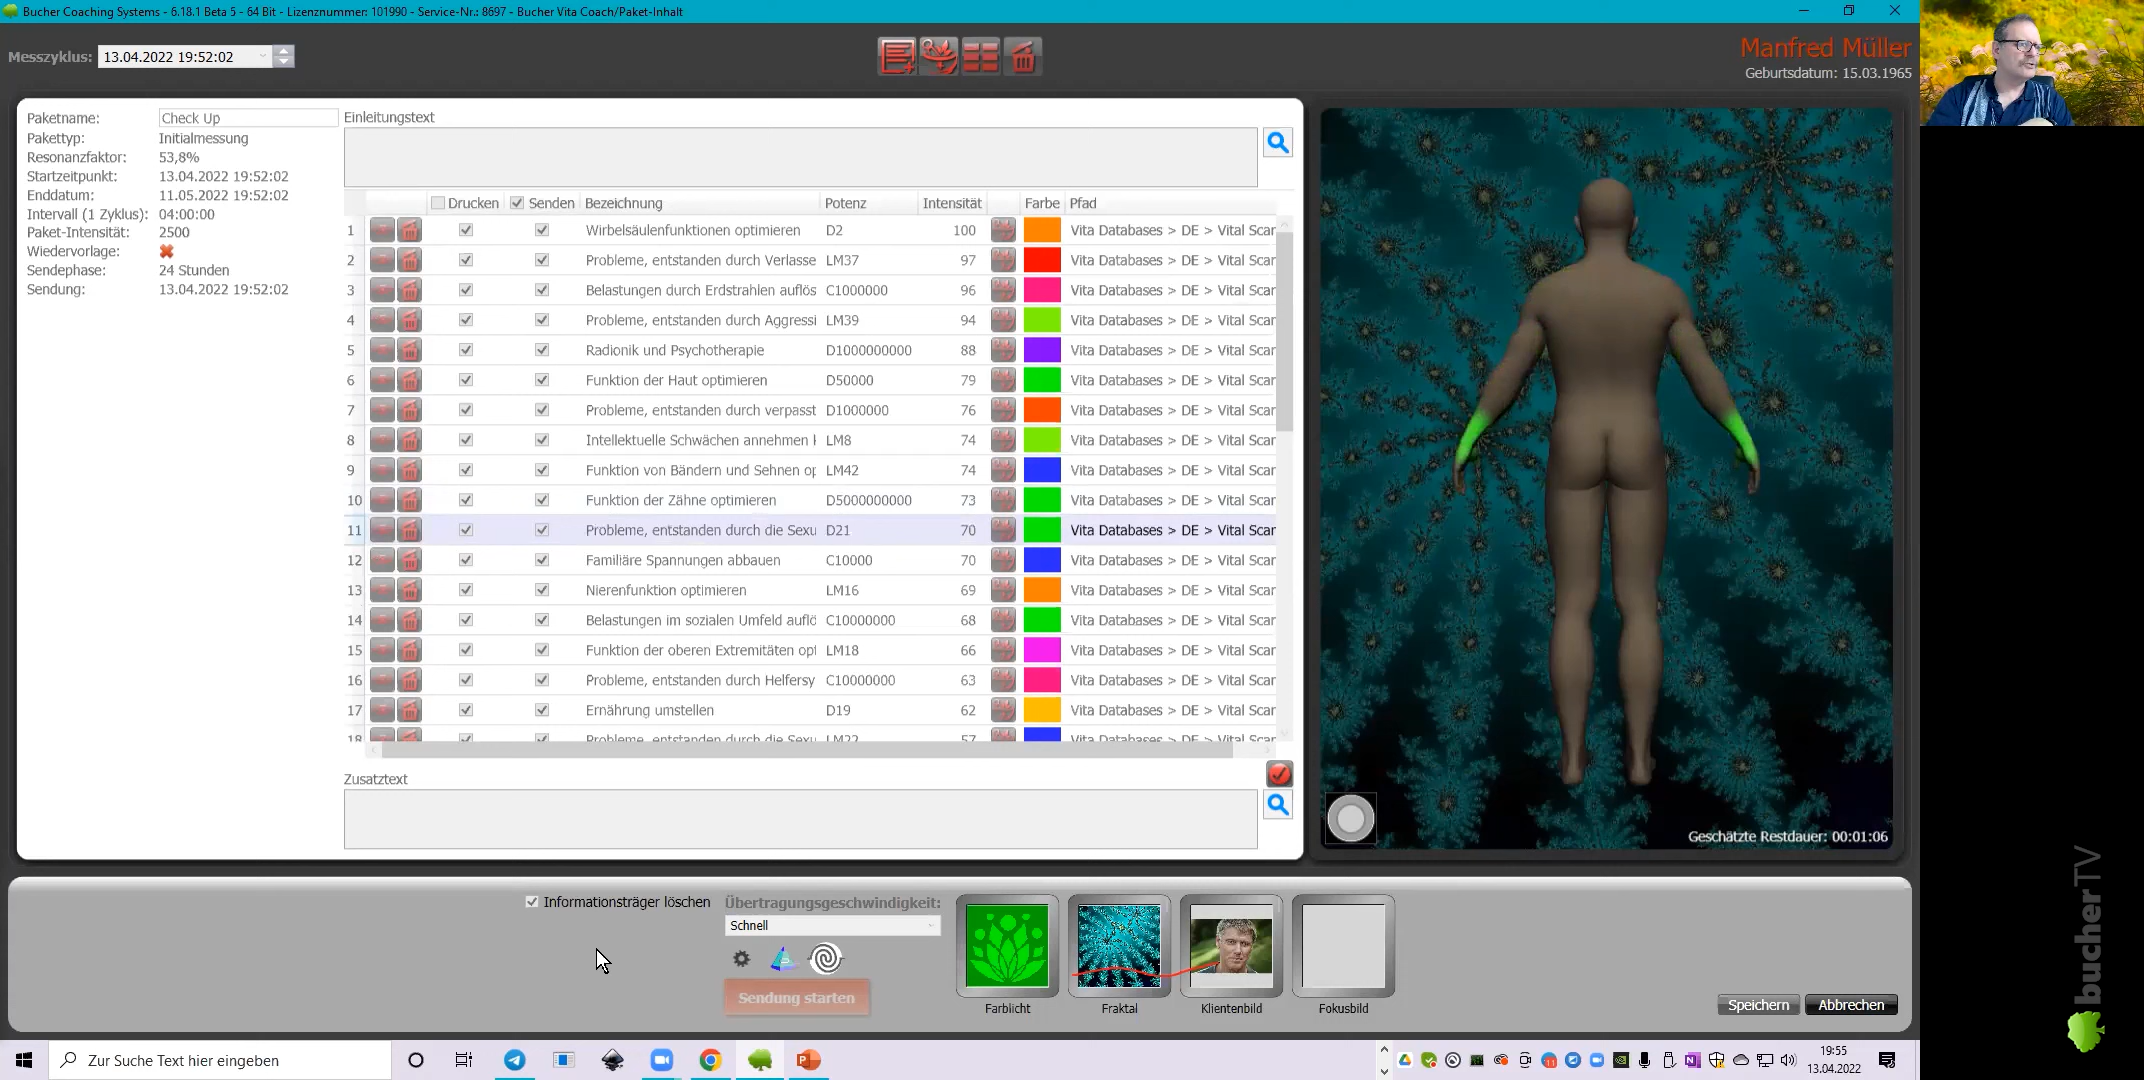 Bucher Coaching Systems - 6.18.1 Beta 5 - 64 Bit - Lizenznummer: 101990 - Service-Nr.: 8697 - Bucher Vita Coach/Paket-Inhalt
Messzyklus: 13.04.2022 19:52:02
Manfred Müller
Geburtsdatum: 15.03.1965
Paketname: Check Up
Pakettyp: Initialmessung
Resonanzfaktor: 53,8%
Startzeitpunkt: 13.04.2022 19:52:02
Enddatum: 11.05.2022 19:52:02
Intervall (1 Zyklus): 04:00:00
Paket-Intensität: 2500
Wiedervorlage:
Sendephase: 24 Stunden
Sendung: 13.04.2022 19:52:02
Einleitungstext
Drucken Senden Bezeichnung Potenz Intensität Farbe Pfad
1 Wirbelsäulenfunktionen optimieren D2 100 Vita Databases > DE > Vital Scar
2 Probleme, entstanden durch Verlasse LM37 97 Vita Databases > DE > Vital Scar
3 Belastungen durch Erdstrahlen auflös C1000000 96 Vita Databases > DE > Vital Scar
4 Probleme, entstanden durch Aggressi LM39 94 Vita Databases > DE > Vital Scar
5 Radionik und Psychotherapie D1000000000 88 Vita Databases > DE > Vital Scar
6 Funktion der Haut optimieren D50000 79 Vita Databases > DE > Vital Scar
7 Probleme, entstanden durch verpasst D1000000 76 Vita Databases > DE > Vital Scar
8 Intellektuelle Schwächen annehmen LM8 74 Vita Databases > DE > Vital Scar
9 Funktion von Bändern und Sehnen op LM42 74 Vita Databases > DE > Vital Scar
10 Funktion der Zähne optimieren D5000000000 73 Vita Databases > DE > Vital Scar
11 Probleme, entstanden durch die Sexu D21 70 Vita Databases > DE > Vital Scar
12 Familiäre Spannungen abbauen C10000 70 Vita Databases > DE > Vital Scar
13 Nierenfunktion optimieren LM16 69 Vita Databases > DE > Vital Scar
14 Belastungen im sozialen Umfeld auflö C10000000 68 Vita Databases > DE > Vital Scar
15 Funktion der oberen Extremitäten opt LM18 66 Vita Databases > DE > Vital Scar
16 Probleme, entstanden durch Helfersy C10000000 63 Vita Databases > DE > Vital Scar
17 Ernährung umstellen D19 62 Vita Databases > DE > Vital Scar
18 Probleme, entstanden durch die Sexu LM22 57 Vita Databases > DE > Vital Scar
Zusatztext
Geschätzte Restdauer: 00:01:06
Informationsträger löschen
Übertragungsgeschwindigkeit:
Schnell
Sendung starten
Farblicht
Fraktal
Klientenbild
Fokusbild
Speichern
Abbrechen
bucherTV
Zur Suche Text hier eingeben
19:55
13.04.2022